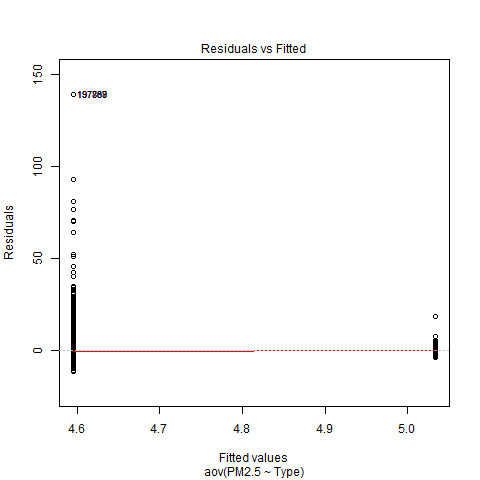 Residuals vs Fitted
Residuals
150
100
50
0
4.6 4.7 4.8 4.9 5.0
Fitted values
aov(PM2.5 ~ Type)